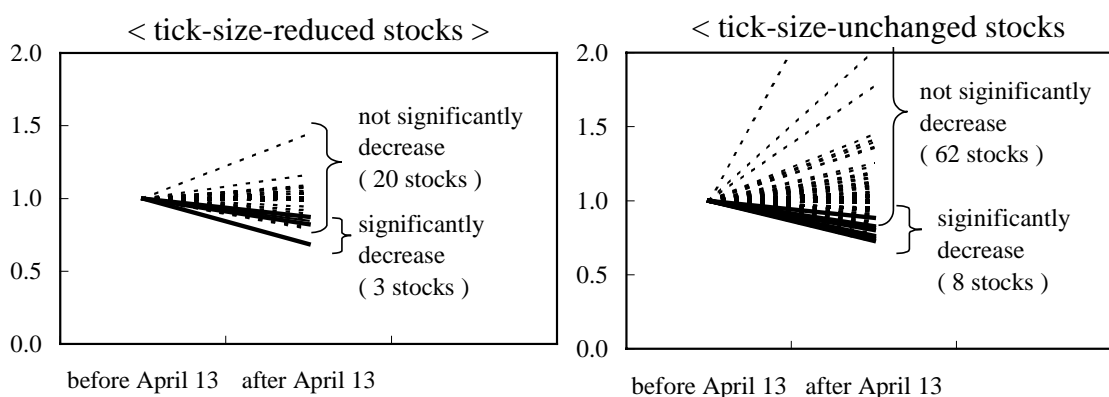 < tick-size-reduced stocks >
2.0
1.5
1.0
0.5
0.0
not significantly
decrease
( 20 stocks )
significantly
decrease
( 3 stocks )
before April 13 after April 13
< tick-size-unchanged stocks
2.0
1.5
1.0
0.5
0.0
not siginificantly
decrease
( 62 stocks )
siginificantly
decrease
( 8 stocks )
before April 13 after April 13